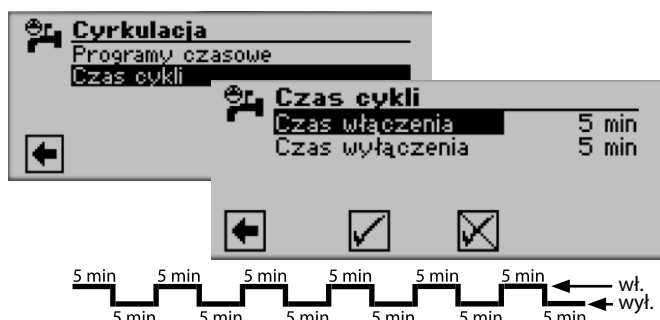 Cyrkulacja
Programy czasowe
Czas cykli
Czas cykli
Czas włączenia 5 min
Czas wyłączenia 5 min
5 min 5 min 5 min 5 min 5 min 5 min
wł.
wył.
5 min 5 min 5 min 5 min 5 min